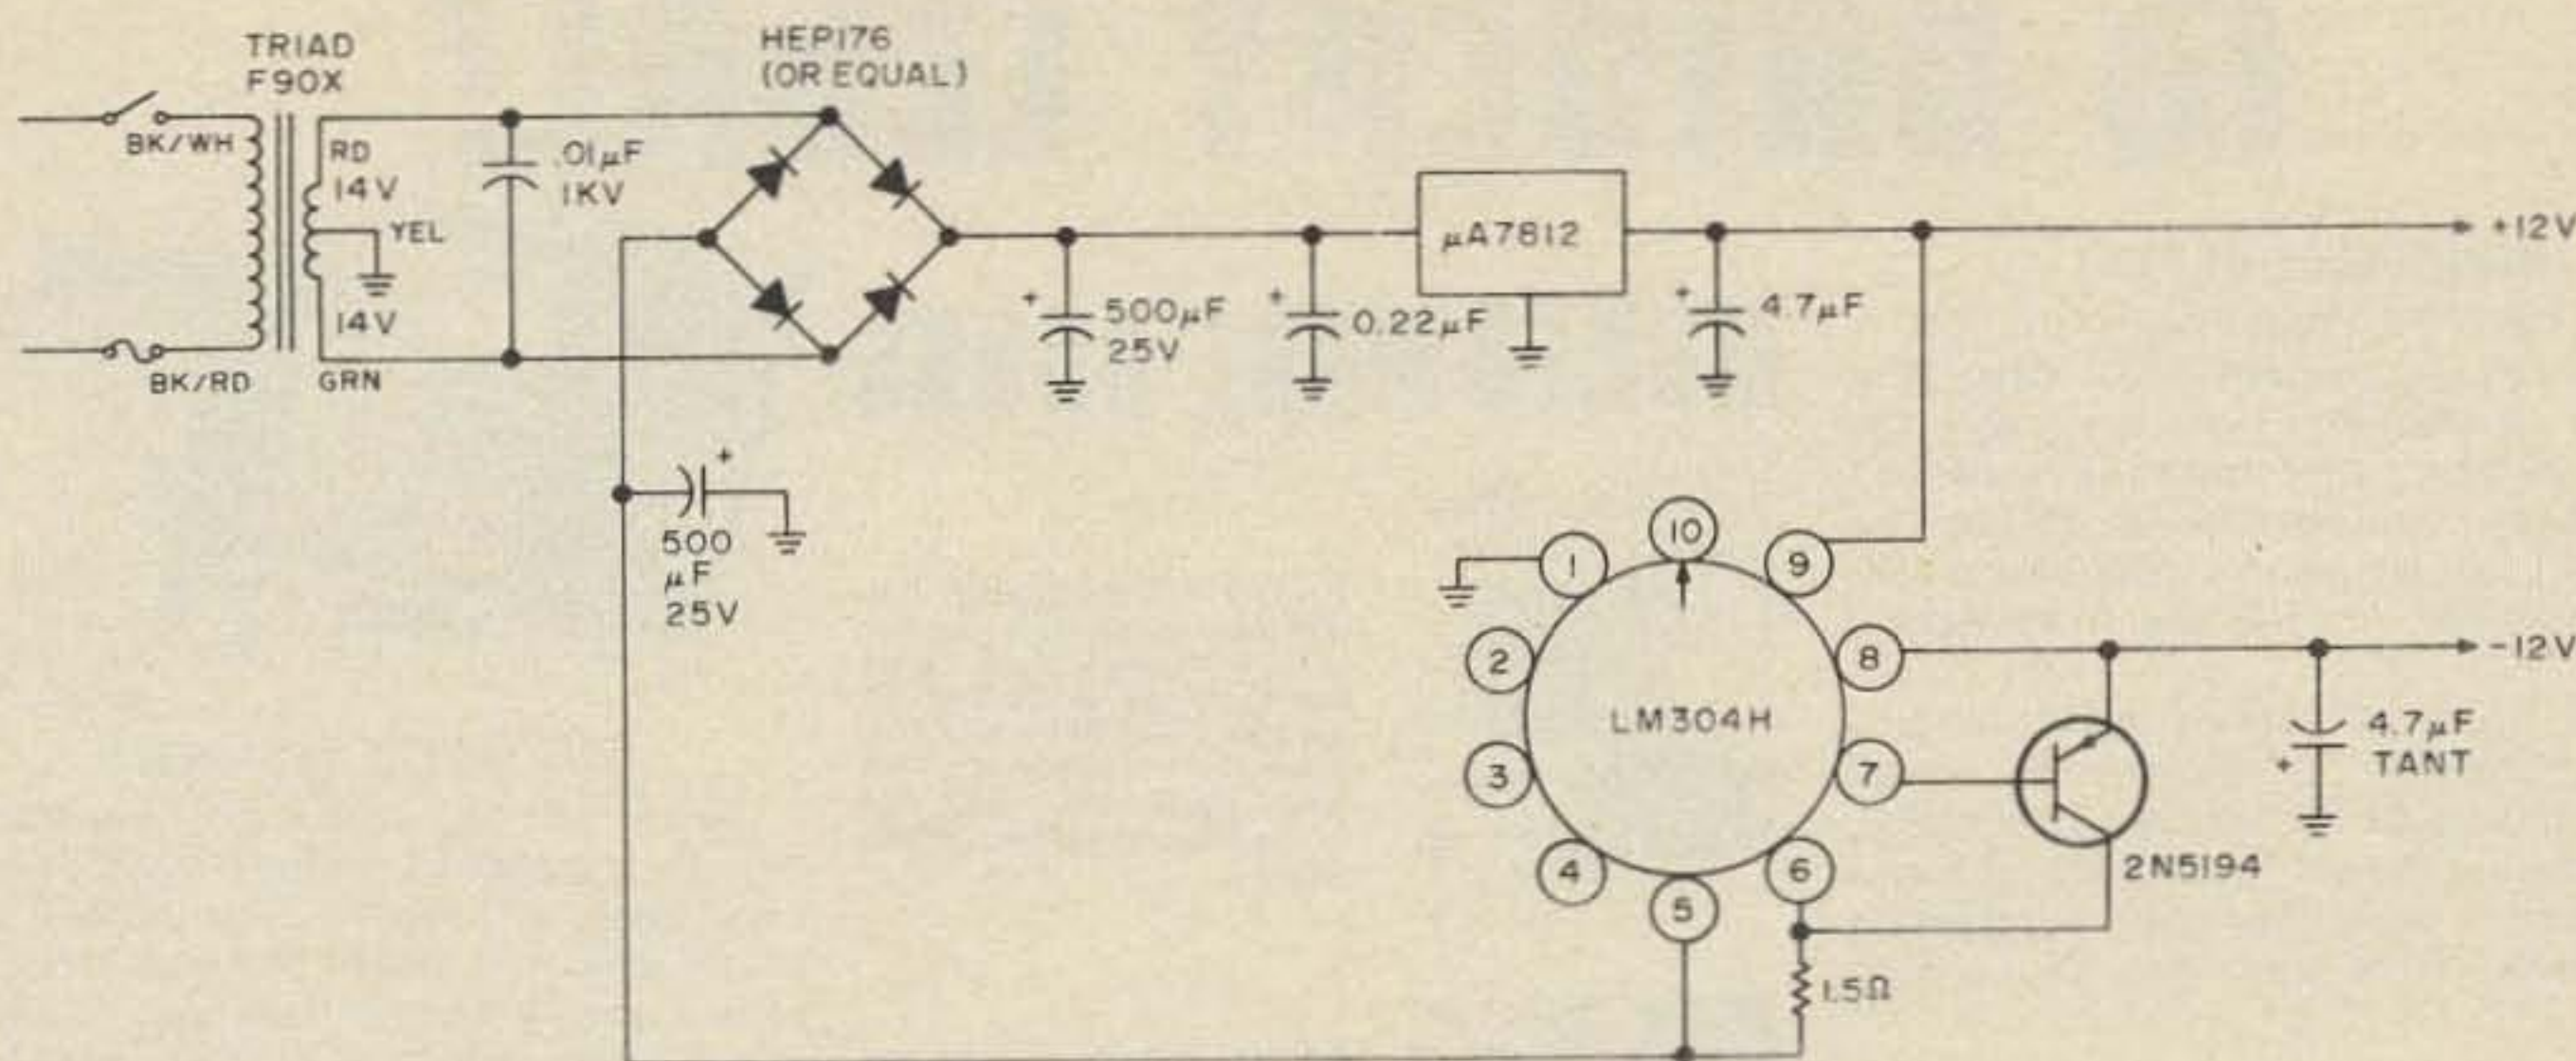 TRIAD
F90X
HEP176
(OR EQUAL)
BK/WH
RD
14V
YEL
14V
BK/RD
GRN
.01µF
1KV
500µF
25V
0.22µF
µA7812
4.7µF
+12V
+
+
+
+
500
µF
25V
1
10
9
2
8
3
7
4
6
5
LM304H
-12V
4.7µF
TANT
+
2N5194
1.5Ω